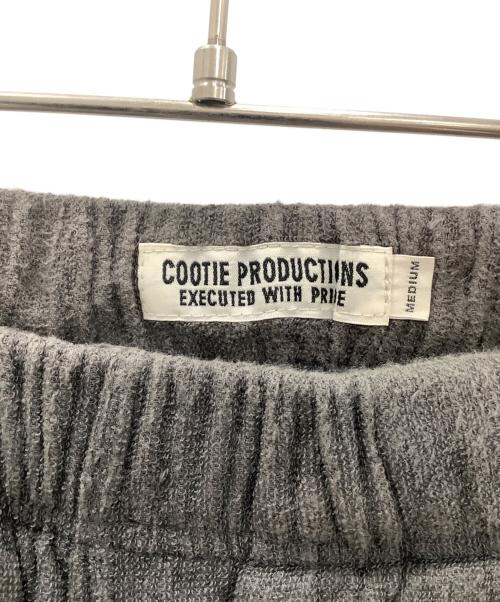 COOTIE PRODUCTIONS
EXECUTED WITH PRIDE
MEDIUM